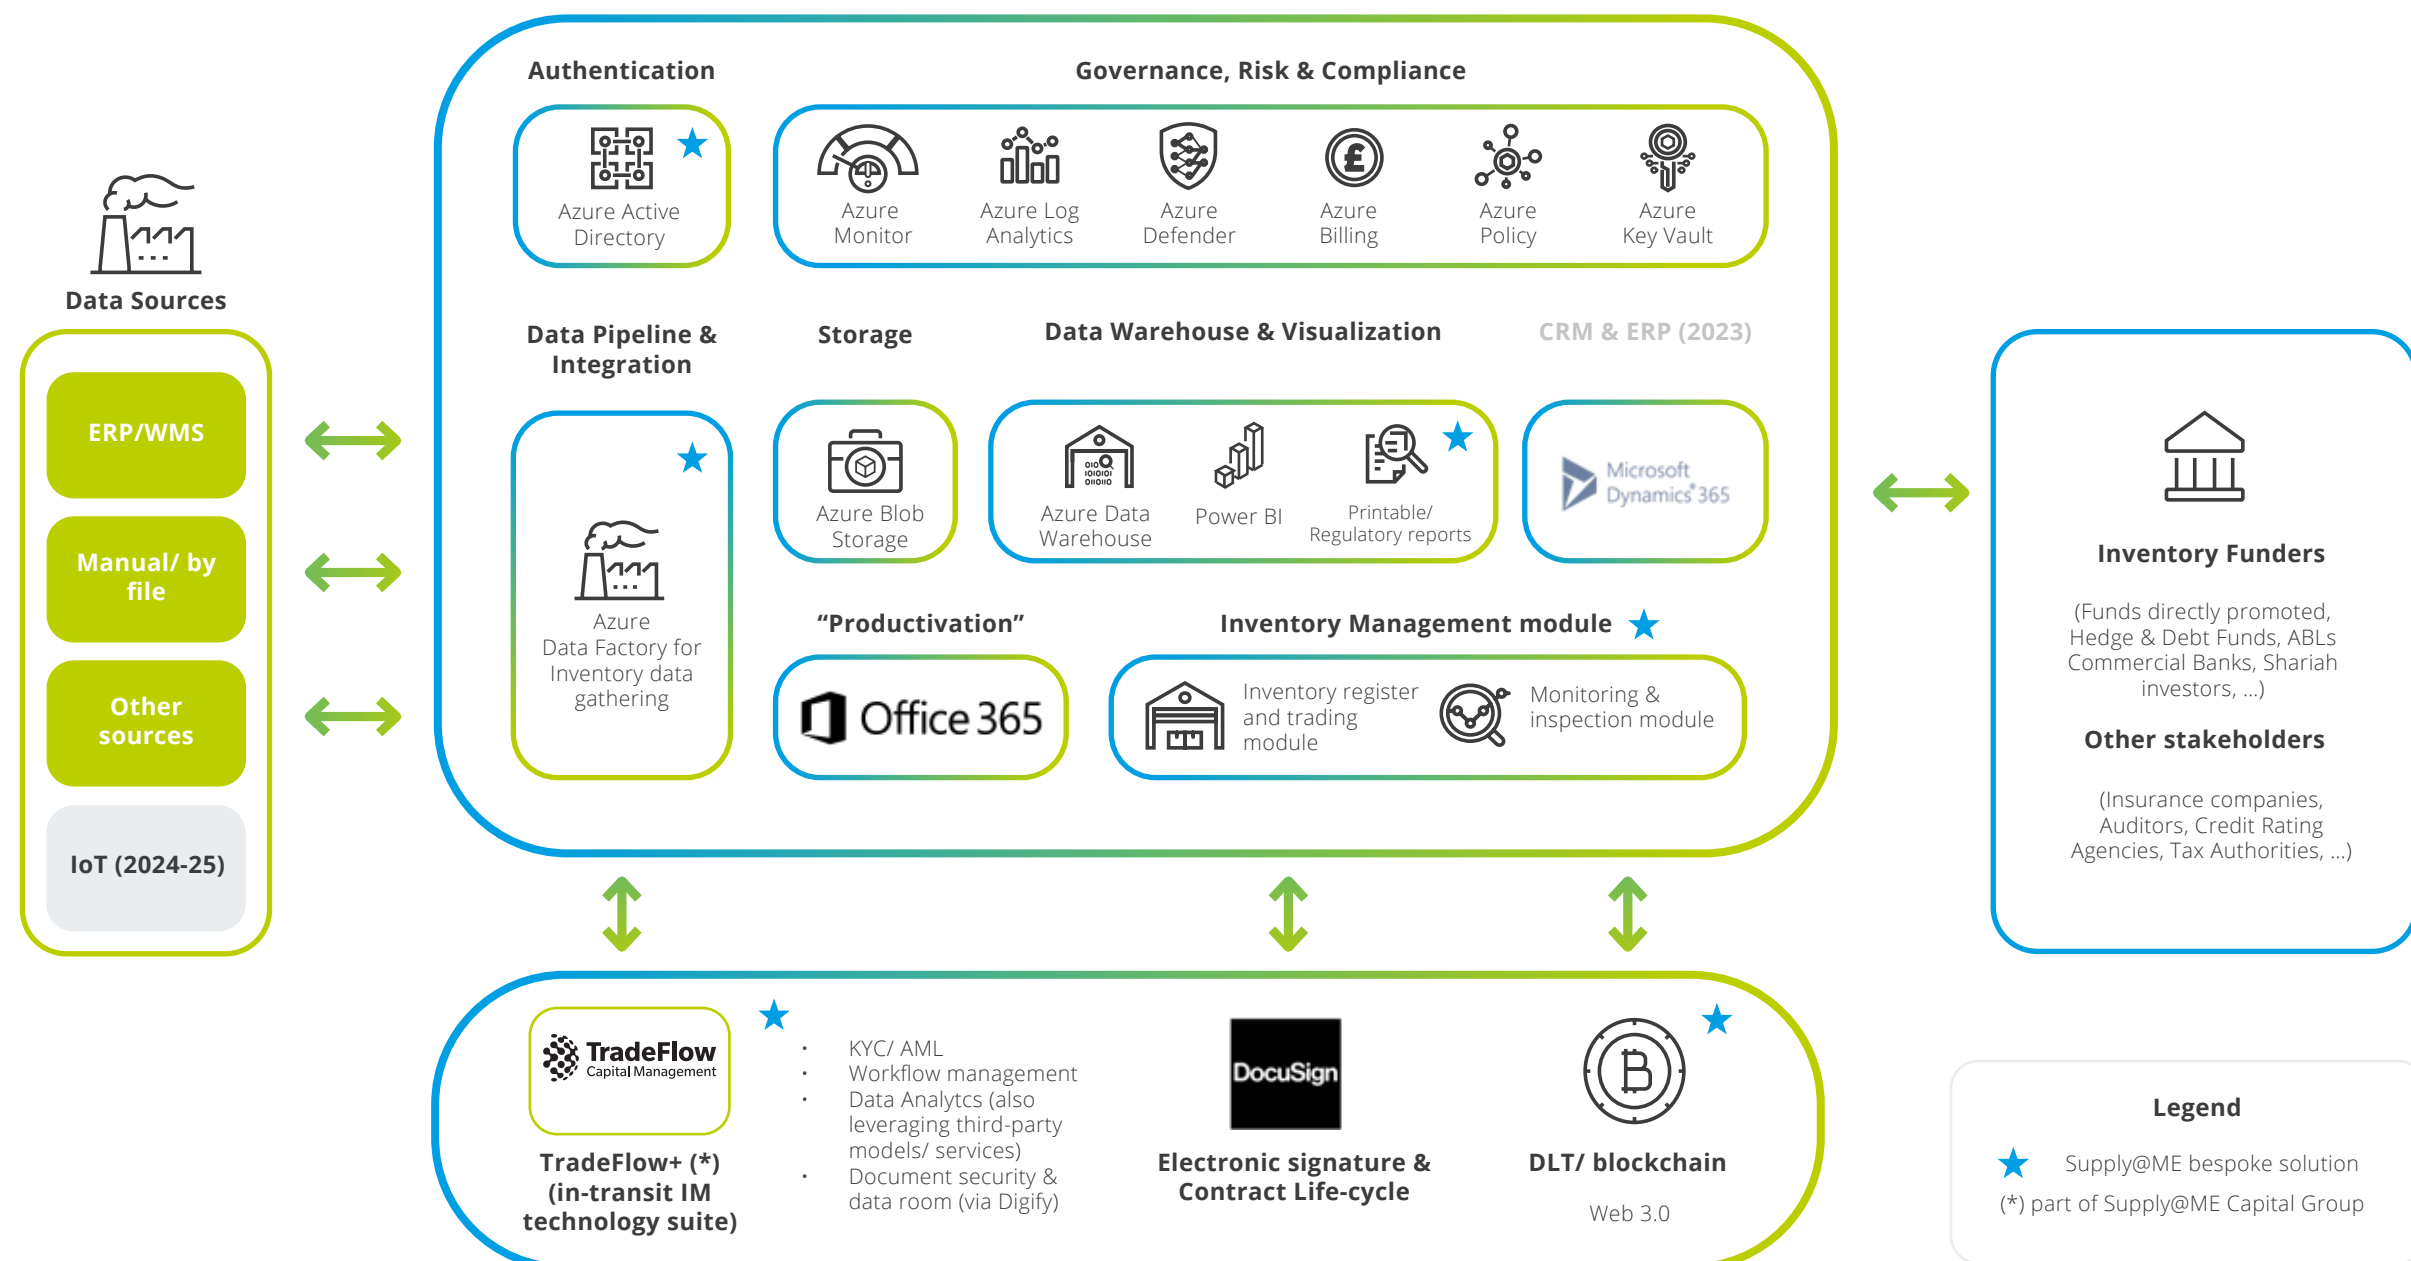 Authentication
Governance, Risk & Compliance
Azure Active
Directory
Azure
Monitor
Azure Log
Analytics
Azure
Defender
£
Azure
Billing
Azure
Policy
Azure
Key Vault
Data Sources
ERP/WMS
Manual/ by
file
Other
sources
IoT (2024-25)
Data Pipeline &
Integration
Azure
Data Factory for
Inventory data
gathering
Storage
Azure Blob
Storage
Data Warehouse & Visualization
010
101010I
011011O
Azure Data
Warehouse
Power BI
Printable/
Regulatory reports
CRM & ERP (2023)
Microsoft
Dynamics® 365
“Productivation”
Office 365
Inventory Management module
Inventory register
and trading
module
Monitoring &
inspection module
Inventory Funders
(Funds directly promoted,
Hedge & Debt Funds, ABLs
Commercial Banks, Shariah
investors, ...)
Other stakeholders
(Insurance companies,
Auditors, Credit Rating
Agencies, Tax Authorities, ...)
TradeFlow
Capital Management
TradeFlow+ (*)
(in-transit IM
technology suite)
• KYC/ AML
• Workflow management
• Data Analytcs (also
leveraging third-party
models/ services)
• Document security &
data room (via Digify)
DocuSign
Electronic signature &
Contract Life-cycle
B
DLT/ blockchain
Web 3.0
Legend
Supply@ME bespoke solution
(*) part of Supply@ME Capital Group